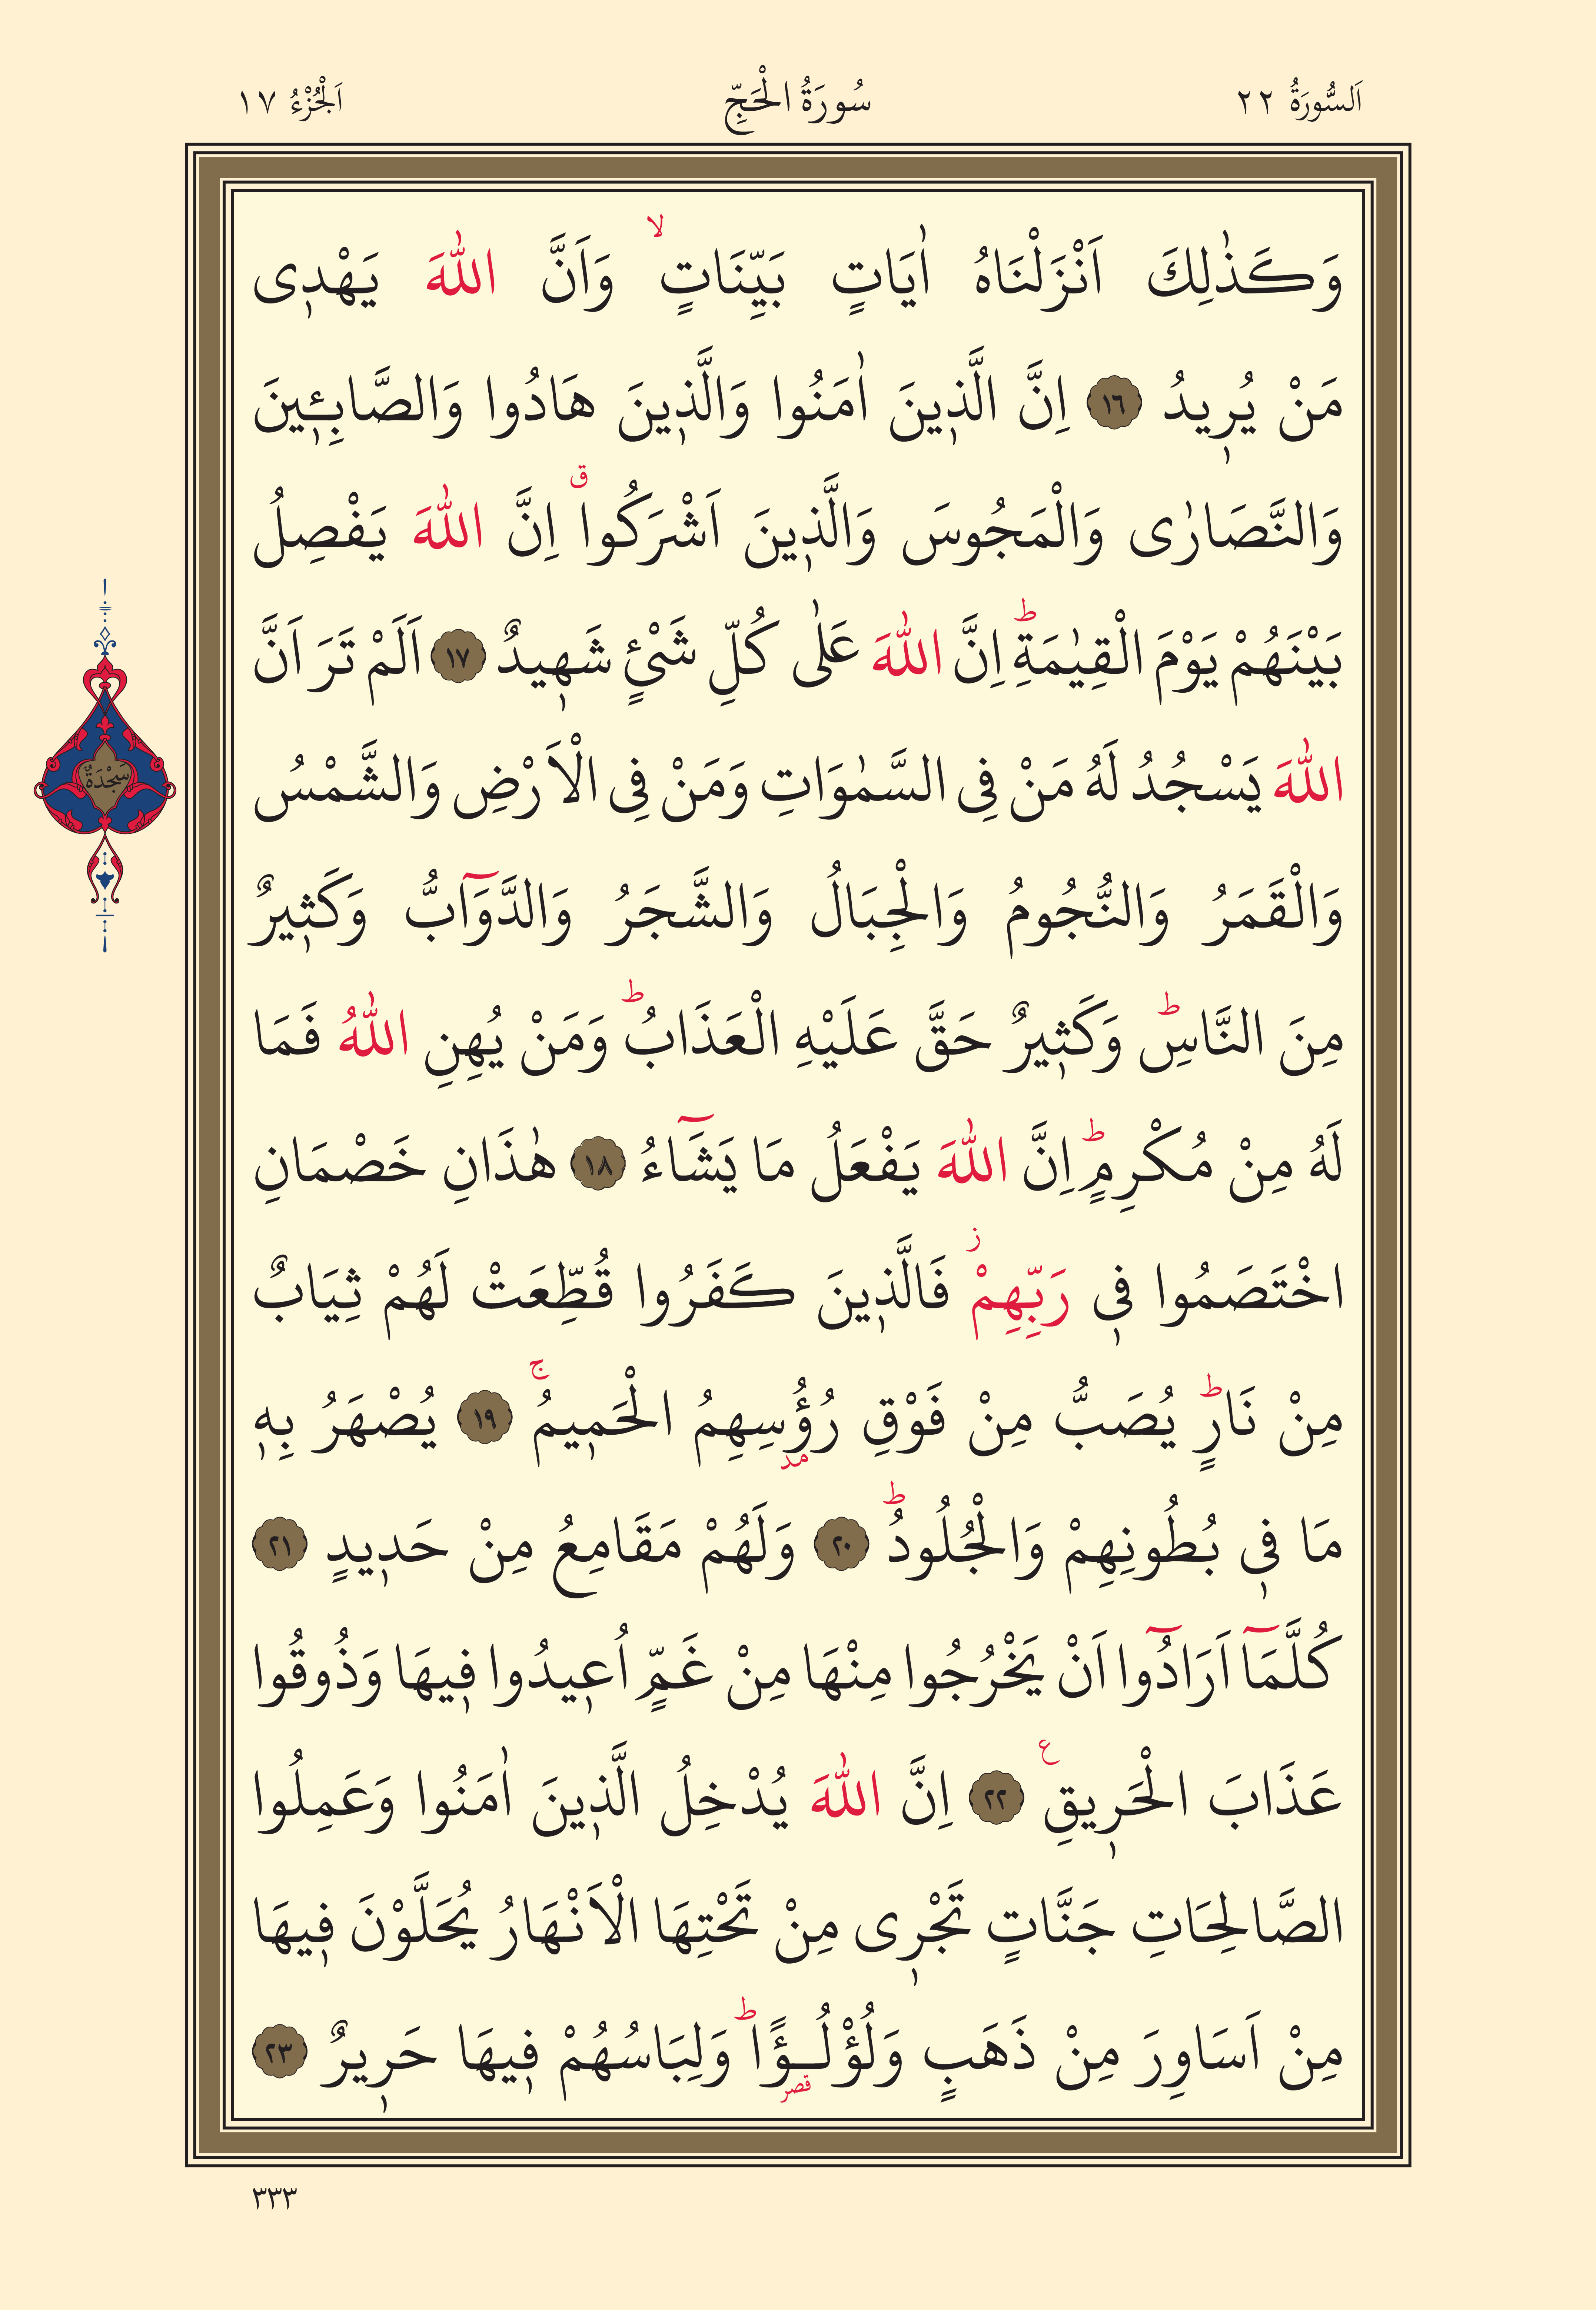 اَلسُّورَةُ ٢٢
سُورَةُ الْحَجِّ
اَلْجُزْءُ ١٧
وَكَذٰلِكَ اَنْزَلْنَاهُ اٰيَاتٍ بَيِّنَاتٍۙ وَاَنَّ اللّٰهَ يَهْدٖى
مَنْ يُرٖيدُ ١٦ اِنَّ الَّذٖينَ اٰمَنُوا وَالَّذٖينَ هَادُوا وَالصَّابِـٖٔينَ
وَالنَّصَارٰى وَالْمَجُوسَ وَالَّذٖينَ اَشْرَكُوا ق اِنَّ اللّٰهَ يَفْصِلُ
بَيْنَهُمْ يَوْمَ الْقِيٰمَةِؕ اِنَّ اللّٰهَ عَلٰى كُلِّ شَىْءٍ شَهٖيدٌ ١٧ اَلَمْ تَرَ اَنَّ
اللّٰهَ يَسْجُدُ لَهُ مَنْ فِى السَّمٰوَاتِ وَمَنْ فِى الْاَرْضِ وَالشَّمْسُ
وَالْقَمَرُ وَالنُّجُومُ وَالْجِبَالُ وَالشَّجَرُ وَالدَّوَٓابُّ وَكَثٖيرٌ
مِنَ النَّاسِؕ وَكَثٖيرٌ حَقَّ عَلَيْهِ الْعَذَابُؕ وَمَنْ يُهِنِ اللّٰهُ فَمَا
لَهُ مِنْ مُكْرِمٍؕ اِنَّ اللّٰهَ يَفْعَلُ مَا يَشَٓاءُ ١٨ هٰذَانِ خَصْمَانِ
اخْتَصَمُوا فٖى رَبِّهِمْؗ فَالَّذٖينَ كَفَرُوا قُطِّعَتْ لَهُمْ ثِيَابٌ
مِنْ نَارٍؕ يُصَبُّ مِنْ فَوْقِ رُؤُسِهِمُ الْحَمٖيمُۚ ١٩ يُصْهَرُ بِهٖ
مد
مَا فٖى بُطُونِهِمْ وَالْجُلُودُؕ ٢٠ وَلَهُمْ مَقَامِعُ مِنْ حَدٖيدٍ ٢١
كُلَّمَٓا اَرَادُٓوا اَنْ يَخْرُجُوا مِنْهَا مِنْ غَمٍّ اُعٖيدُوا فٖيهَا وَذُوقُوا
عَذَابَ الْحَرٖيقِ ع ٢٢ اِنَّ اللّٰهَ يُدْخِلُ الَّذٖينَ اٰمَنُوا وَعَمِلُوا
الصَّالِحَاتِ جَنَّاتٍ تَجْرٖى مِنْ تَحْتِهَا الْاَنْهَارُ يُحَلَّوْنَ فٖيهَا
مِنْ اَسَاوِرَ مِنْ ذَهَبٍ وَلُؤْلُـؤًاؕ وَلِبَاسُهُمْ فٖيهَا حَرٖيرٌ ٢٣
قصر
سَجْدَةٌ
٣٣٣